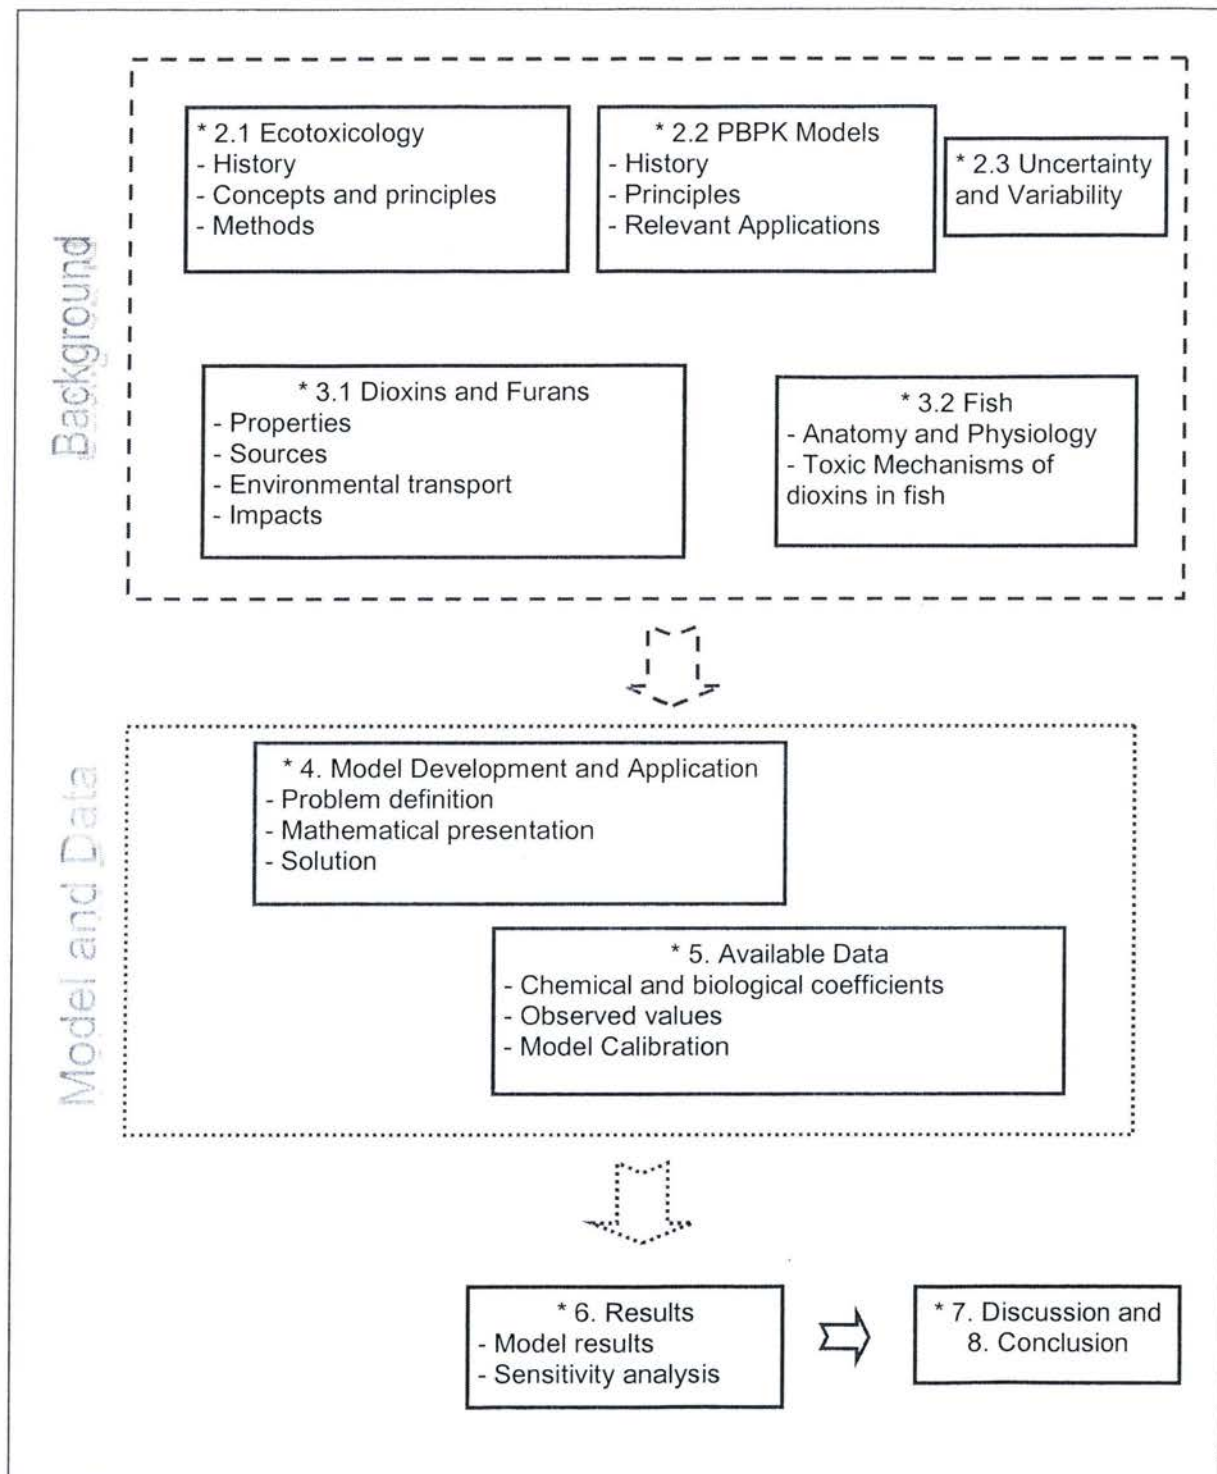 Background
* 2.1 Ecotoxicology
- History
- Concepts and principles
- Methods
* 2.2 PBPK Models
- History
- Principles
- Relevant Applications
* 2.3 Uncertainty
and Variability
* 3.1 Dioxins and Furans
- Properties
- Sources
- Environmental transport
- Impacts
* 3.2 Fish
- Anatomy and Physiology
- Toxic Mechanisms of
dioxins in fish
Model and Data
* 4. Model Development and Application
- Problem definition
- Mathematical presentation
- Solution
* 5. Available Data
- Chemical and biological coefficients
- Observed values
- Model Calibration
* 6. Results
- Model results
- Sensitivity analysis
* 7. Discussion and
8. Conclusion